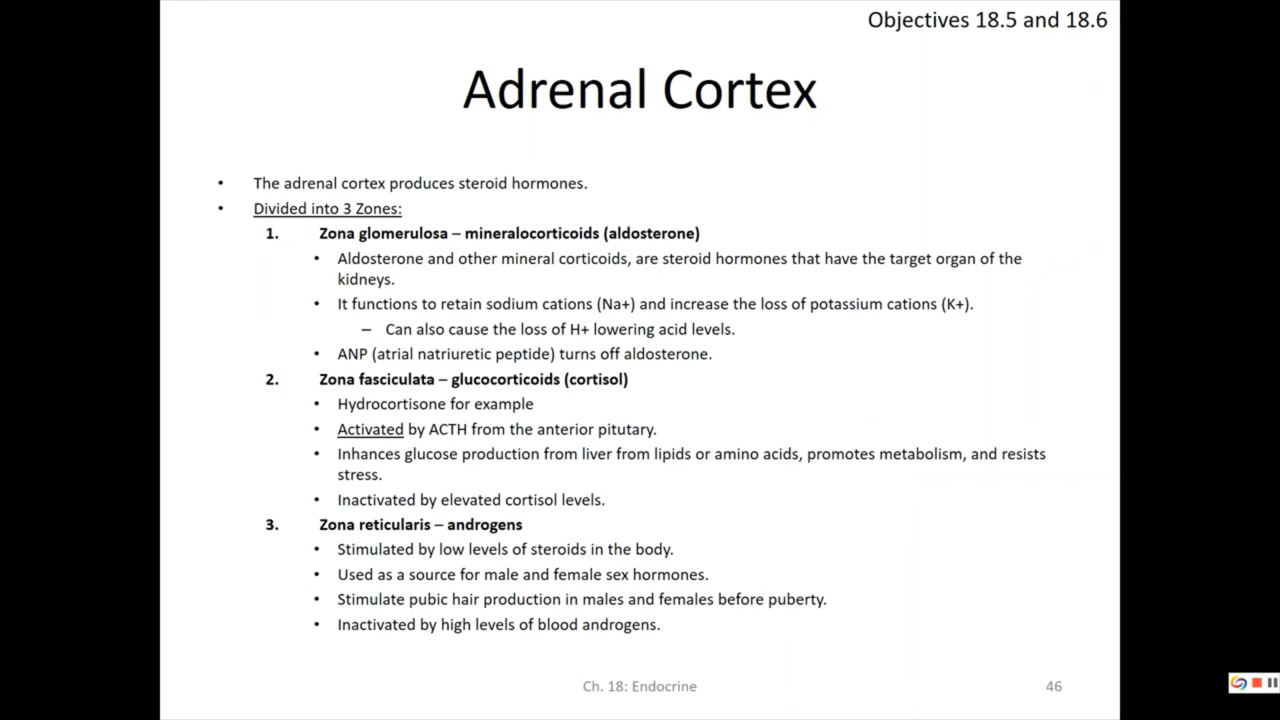 Objectives 18.5 and 18.6
Adrenal Cortex
• The adrenal cortex produces steroid hormones.
• Divided into 3 Zones:
1. Zona glomerulosa – mineralocorticoids (aldosterone)
• Aldosterone and other mineral corticoids, are steroid hormones that have the target organ of the
kidneys.
• It functions to retain sodium cations (Na+) and increase the loss of potassium cations (K+).
– Can also cause the loss of H+ lowering acid levels.
• ANP (atrial natriuretic peptide) turns off aldosterone.
2. Zona fasciculata – glucocorticoids (cortisol)
• Hydrocortisone for example
• Activated by ACTH from the anterior pitutary.
• Enhances glucose production from liver from lipids or amino acids, promotes metabolism, and resists
stress.
• Inactivated by elevated cortisol levels.
3. Zona reticularis – androgens
• Stimulated by low levels of steroids in the body.
• Used as a source for male and female sex hormones.
• Stimulate pubic hair production in males and females before puberty.
• Inactivated by high levels of blood androgens.
Ch. 18: Endocrine
46